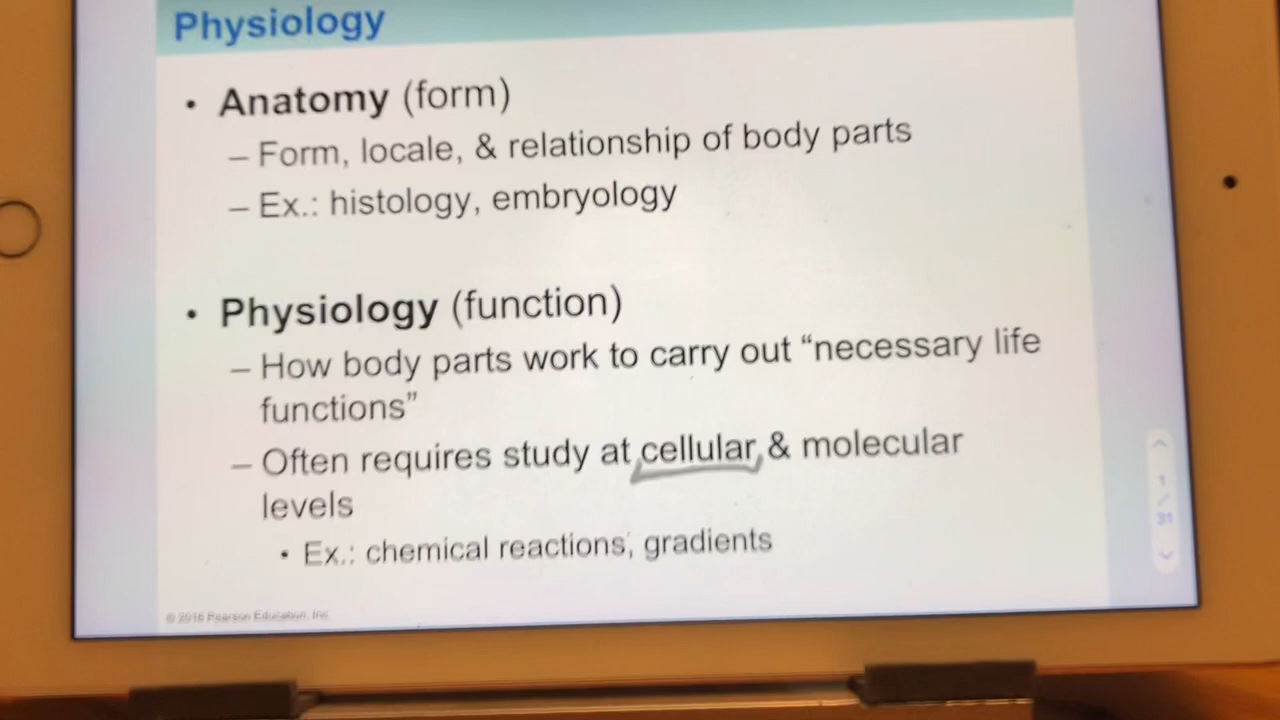 Physiology
• Anatomy (form)
– Form, locale, & relationship of body parts
– Ex.: histology, embryology
• Physiology (function)
– How body parts work to carry out “necessary life
functions”
– Often requires study at cellular & molecular
levels
• Ex.: chemical reactions, gradients
© 2016 Pearson Education, Inc.
1
/
31